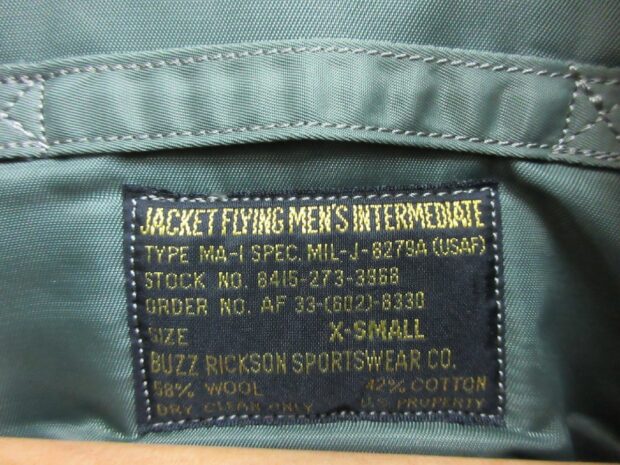 JACKET FLYING MEN'S INTERMEDIATE
TYPE MA-1 SPEC. MIL-J-8279A (USAF)
STOCK NO. 8415-273-3968
ORDER NO. AF 33-(602)-8330
SIZE X-SMALL
BUZZ RICKSON SPORTSWEAR CO.
58% WOOL 42% COTTON
DRY CLEAN ONLY U.S. PROPERTY